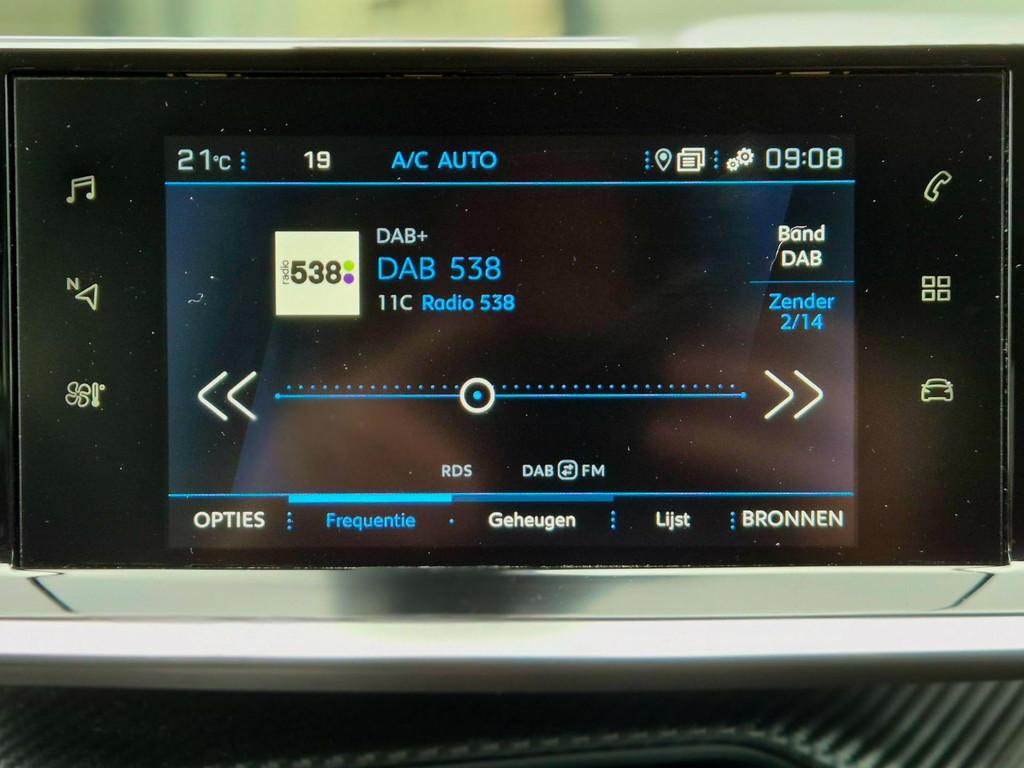 21°C 19 A/C AUTO 09:08
N
DAB+
radio 538
DAB 538
11C Radio 538
Band
DAB
Zender
2/14
RDS DAB FM
OPTIES Frequentie Geheugen Lijst BRONNEN